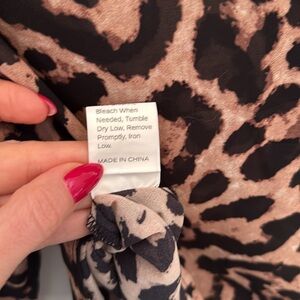 Bleach When
Needed, Tumble
Dry Low, Remove
Promptly, Iron
Low.
MADE IN CHINA